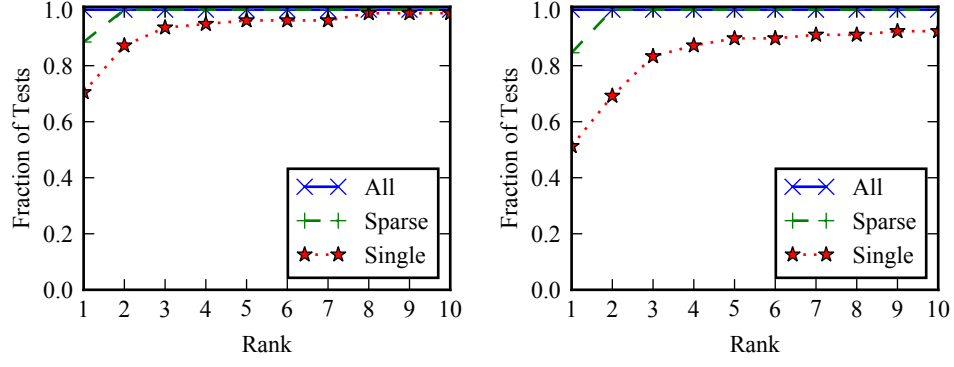 1.0
0.8
0.6
0.4
0.2
0.0
Fraction of Tests
All
Sparse
Single
1 2 3 4 5 6 7 8 9 10
Rank
1.0
0.8
0.6
0.4
0.2
0.0
Fraction of Tests
All
Sparse
Single
1 2 3 4 5 6 7 8 9 10
Rank